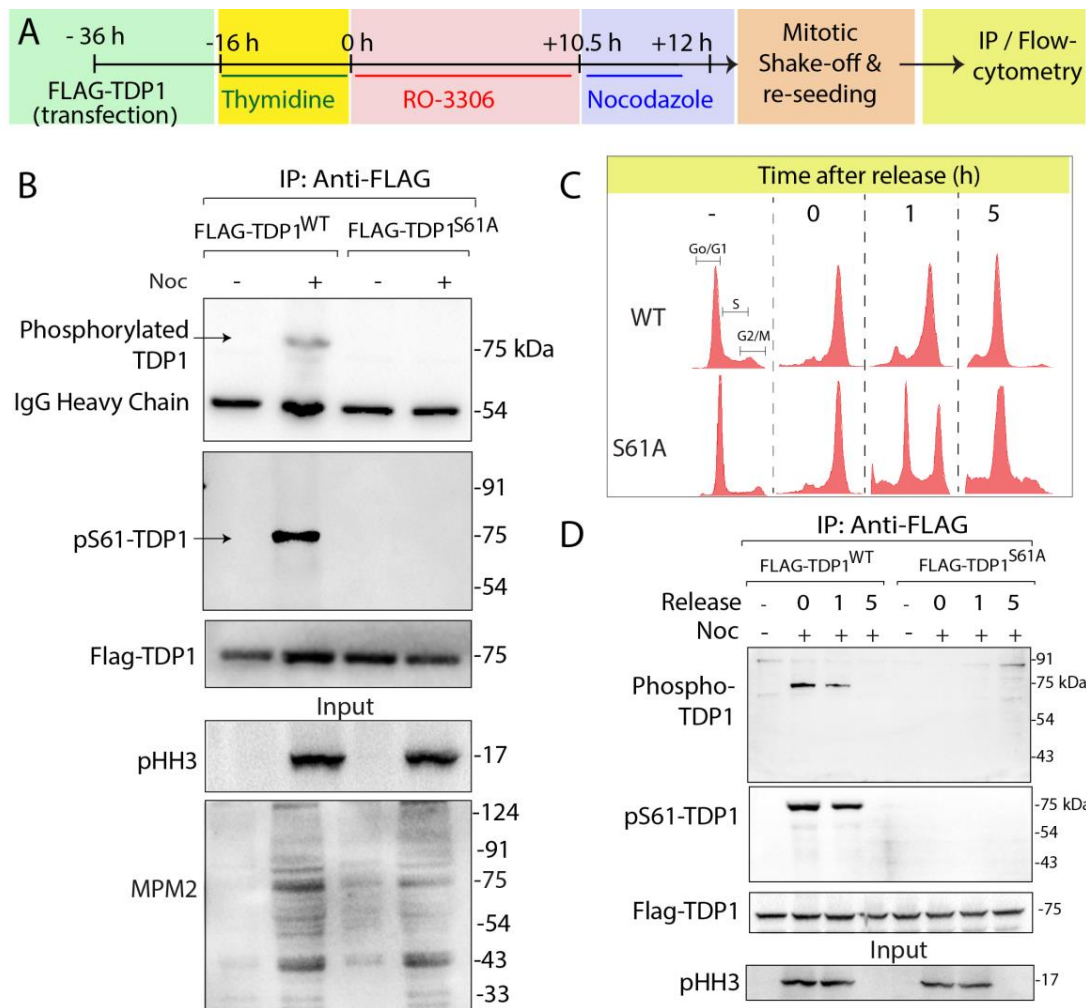 A
- 36 h
-16 h
0 h
+10.5 h
+12 h
FLAG-TDP1
(transfection)
Thymidine
RO-3306
Nocodazole
Mitotic
Shake-off &
re-seeding
IP / Flow-
cytometry
B
IP: Anti-FLAG
FLAG-TDP1WT
FLAG-TDP1S61A
Noc - + - +
Phosphorylated
TDP1
-75 kDa
IgG Heavy Chain
-54
-91
pS61-TDP1
-75
-54
Flag-TDP1
-75
Input
pHH3
-17
-124
-91
MPM2
-75
-54
-43
-33
C
Time after release (h)
- 0 1 5
Go/G1
S
G2/M
WT
S61A
D
IP: Anti-FLAG
FLAG-TDP1WT
FLAG-TDP1S61A
Release - 0 1 5 - 0 1 5
Noc - + + + - + + +
-91
Phospho-
TDP1
-75 kDa
-54
-43
pS61-TDP1
-75 kDa
-54
-43
Flag-TDP1
-75
Input
pHH3
-17